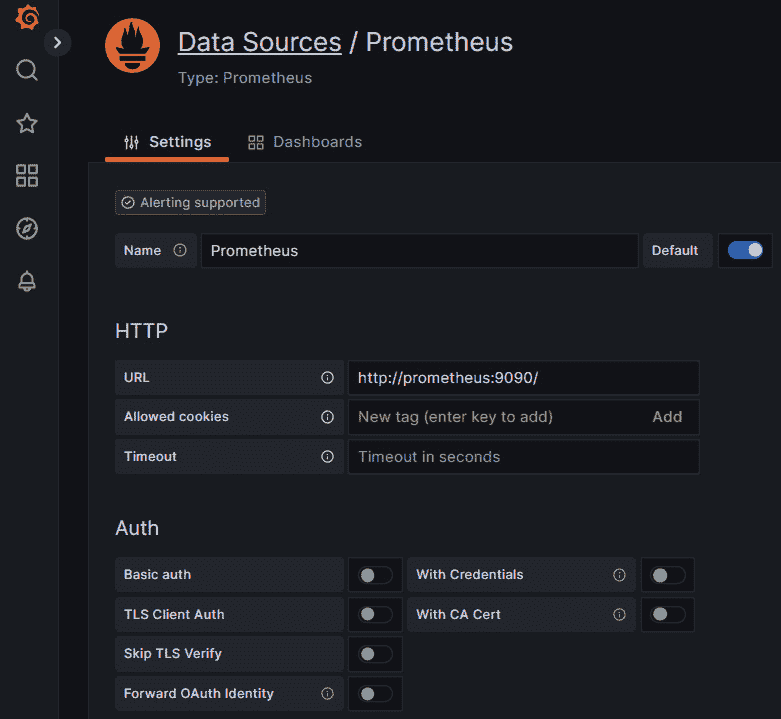 Data Sources / Prometheus
Type: Prometheus
Settings Dashboards
Alerting supported
Name Prometheus Default
HTTP
URL http://prometheus:9090/
Allowed cookies New tag (enter key to add) Add
Timeout Timeout in seconds
Auth
Basic auth With Credentials
TLS Client Auth With CA Cert
Skip TLS Verify
Forward OAuth Identity